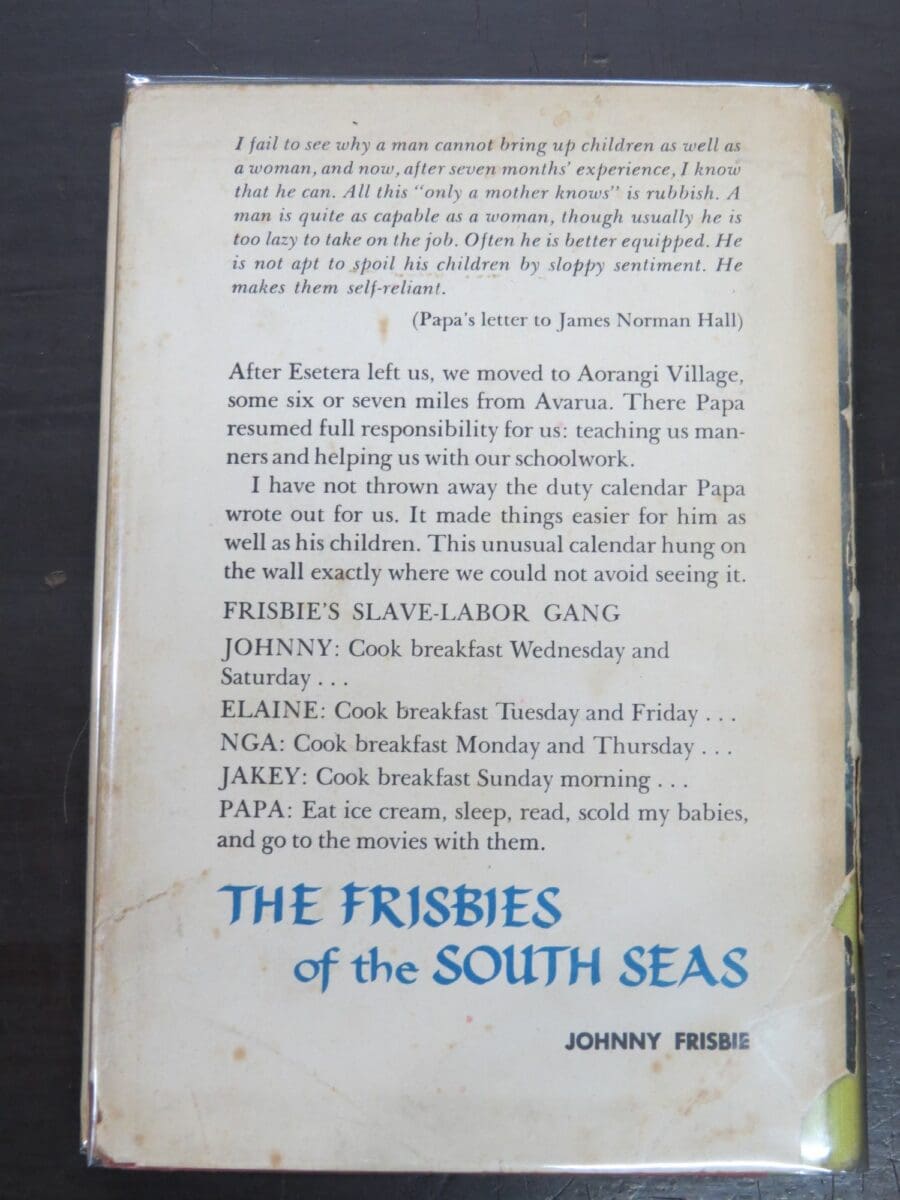 I fail to see why a man cannot bring up children as well as
a woman, and now, after seven months' experience, I know
that he can. All this "only a mother knows" is rubbish. A
man is quite as capable as a woman, though usually he is
too lazy to take on the job. Often he is better equipped. He
is not apt to spoil his children by sloppy sentiment. He
makes them self-reliant.
(Papa's letter to James Norman Hall)
After Esetera left us, we moved to Aorangi Village,
some six or seven miles from Avarua. There Papa
resumed full responsibility for us: teaching us man-
ners and helping us with our schoolwork.
I have not thrown away the duty calendar Papa
wrote out for us. It made things easier for him as
well as his children. This unusual calendar hung on
the wall exactly where we could not avoid seeing it.
FRISBIE'S SLAVE-LABOR GANG
JOHNNY: Cook breakfast Wednesday and
Saturday . . .
ELAINE: Cook breakfast Tuesday and Friday . . .
NGA: Cook breakfast Monday and Thursday . . .
JAKEY: Cook breakfast Sunday morning . . .
PAPA: Eat ice cream, sleep, read, scold my babies,
and go to the movies with them.
THE FRISBIES
of the SOUTH SEAS
JOHNNY FRISBIE